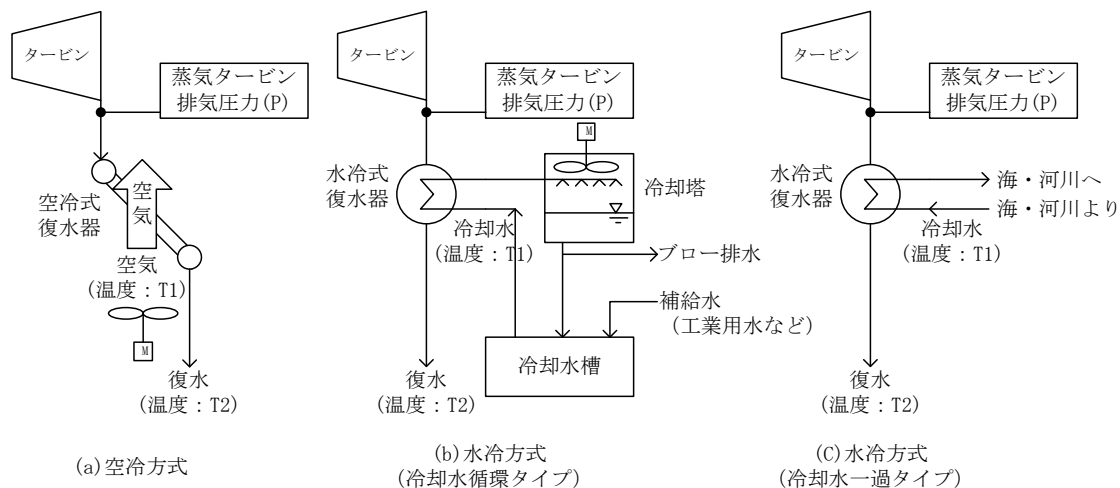 タービン
蒸気タービン
排気圧力(P)
空冷式
復水器
空気
空気
(温度：T1)
M
復水
(温度：T2)
(a)空冷方式
タービン
蒸気タービン
排気圧力(P)
M
水冷式
復水器
冷却塔
冷却水
(温度：T1)
ブロー排水
補給水
(工業用水など)
冷却水槽
復水
(温度：T2)
(b)水冷方式
(冷却水循環タイプ)
タービン
蒸気タービン
排気圧力(P)
水冷式
復水器
海・河川へ
海・河川より
冷却水
(温度：T1)
復水
(温度：T2)
(C)水冷方式
(冷却水一過タイプ)